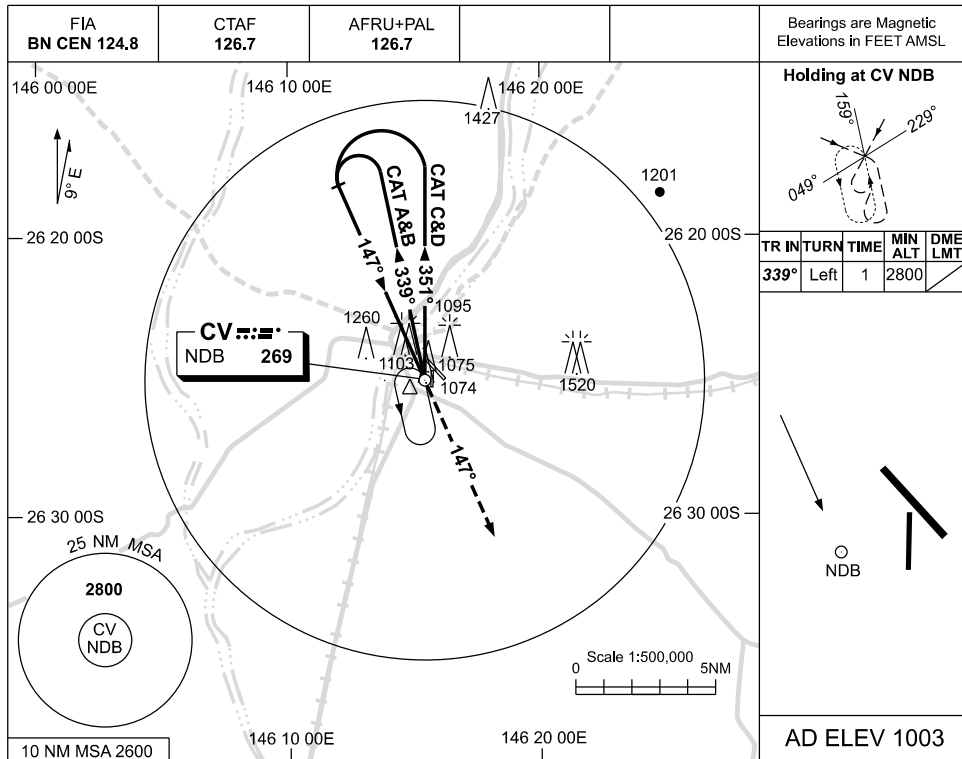 FIA
BN CEN 124.8
CTAF
126.7
AFRU+PAL
126.7
Bearings are Magnetic
Elevations in FEET AMSL
146 00 00E
146 10 00E
146 20 00E
1427
9° E
1201
26 20 00S
26 20 00S
CAT A&B
CAT C&D
147°
339°
351°
1095
1260
1103
1075
1074
1520
CV
NDB 269
147°
26 30 00S
26 30 00S
25 NM MSA
2800
CV
NDB
Scale 1:500,000
0 5NM
10 NM MSA 2600
146 10 00E
146 20 00E
Holding at CV NDB
159°
229°
049°
TR IN TURN TIME MIN ALT DME LMT
339° Left 1 2800
NDB
AD ELEV 1003